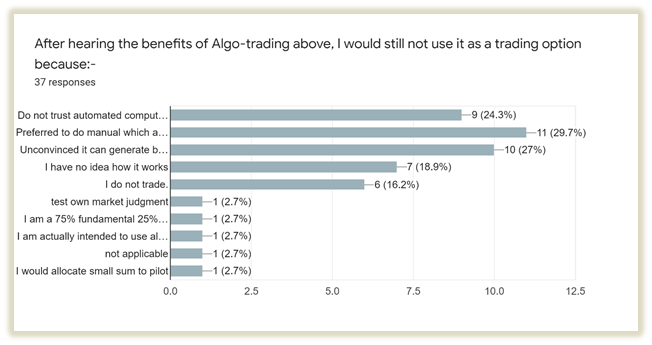 After hearing the benefits of Algo-trading above, I would still not use it as a trading option
because:-
37 responses
Do not trust automated comput… 9 (24.3%)
Preferred to do manual which a… 11 (29.7%)
Unconvinced it can generate b… 10 (27%)
I have no idea how it works 7 (18.9%)
I do not trade. 6 (16.2%)
test own market judgment 1 (2.7%)
I am a 75% fundamental 25%… 1 (2.7%)
I am actually intended to use al… 1 (2.7%)
not applicable 1 (2.7%)
I would allocate small sum to pilot 1 (2.7%)
0.0 2.5 5.0 7.5 10.0 12.5